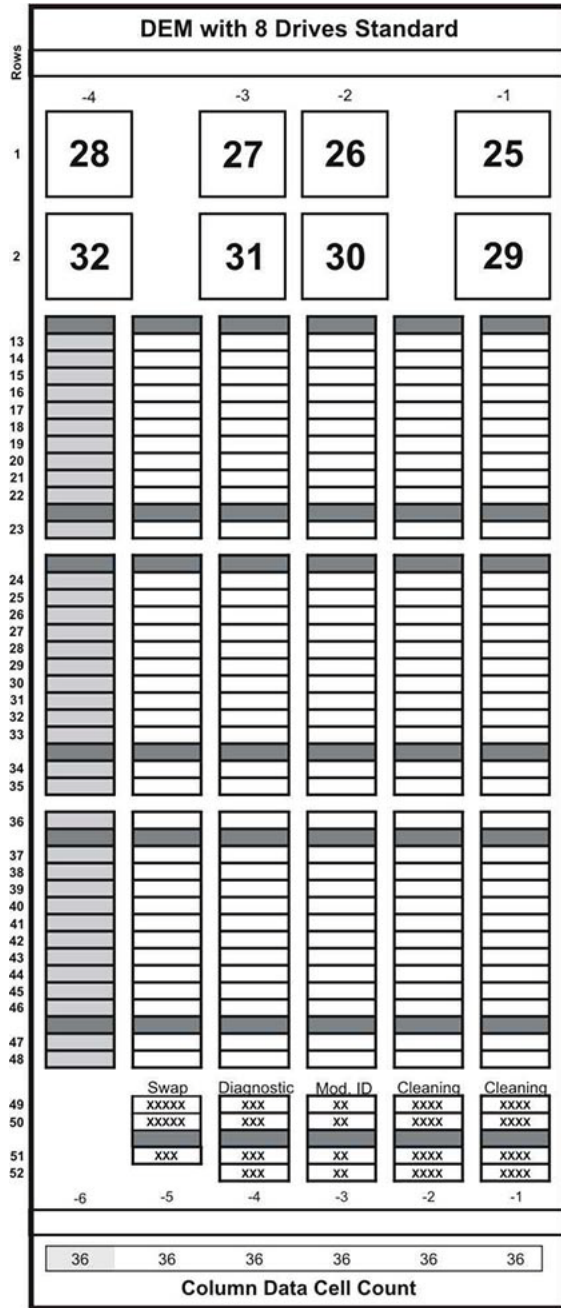 DEM with 8 Drives Standard
Rows
-4 -3 -2 -1
1 28 27 26 25
2 32 31 30 29
13
14
15
16
17
18
19
20
21
22
23
24
25
26
27
28
29
30
31
32
33
34
35
36
37
38
39
40
41
42
43
44
45
46
47
48
Swap Diagnostic Mod. ID Cleaning Cleaning
49 XXXXX XXX XX XXXX XXXX
50 XXXXX XXX XX XXXX XXXX
51 XXX XXX XX XXXX XXXX
52 XXX XX XXXX XXXX
-6 -5 -4 -3 -2 -1
36 36 36 36 36 36
Column Data Cell Count